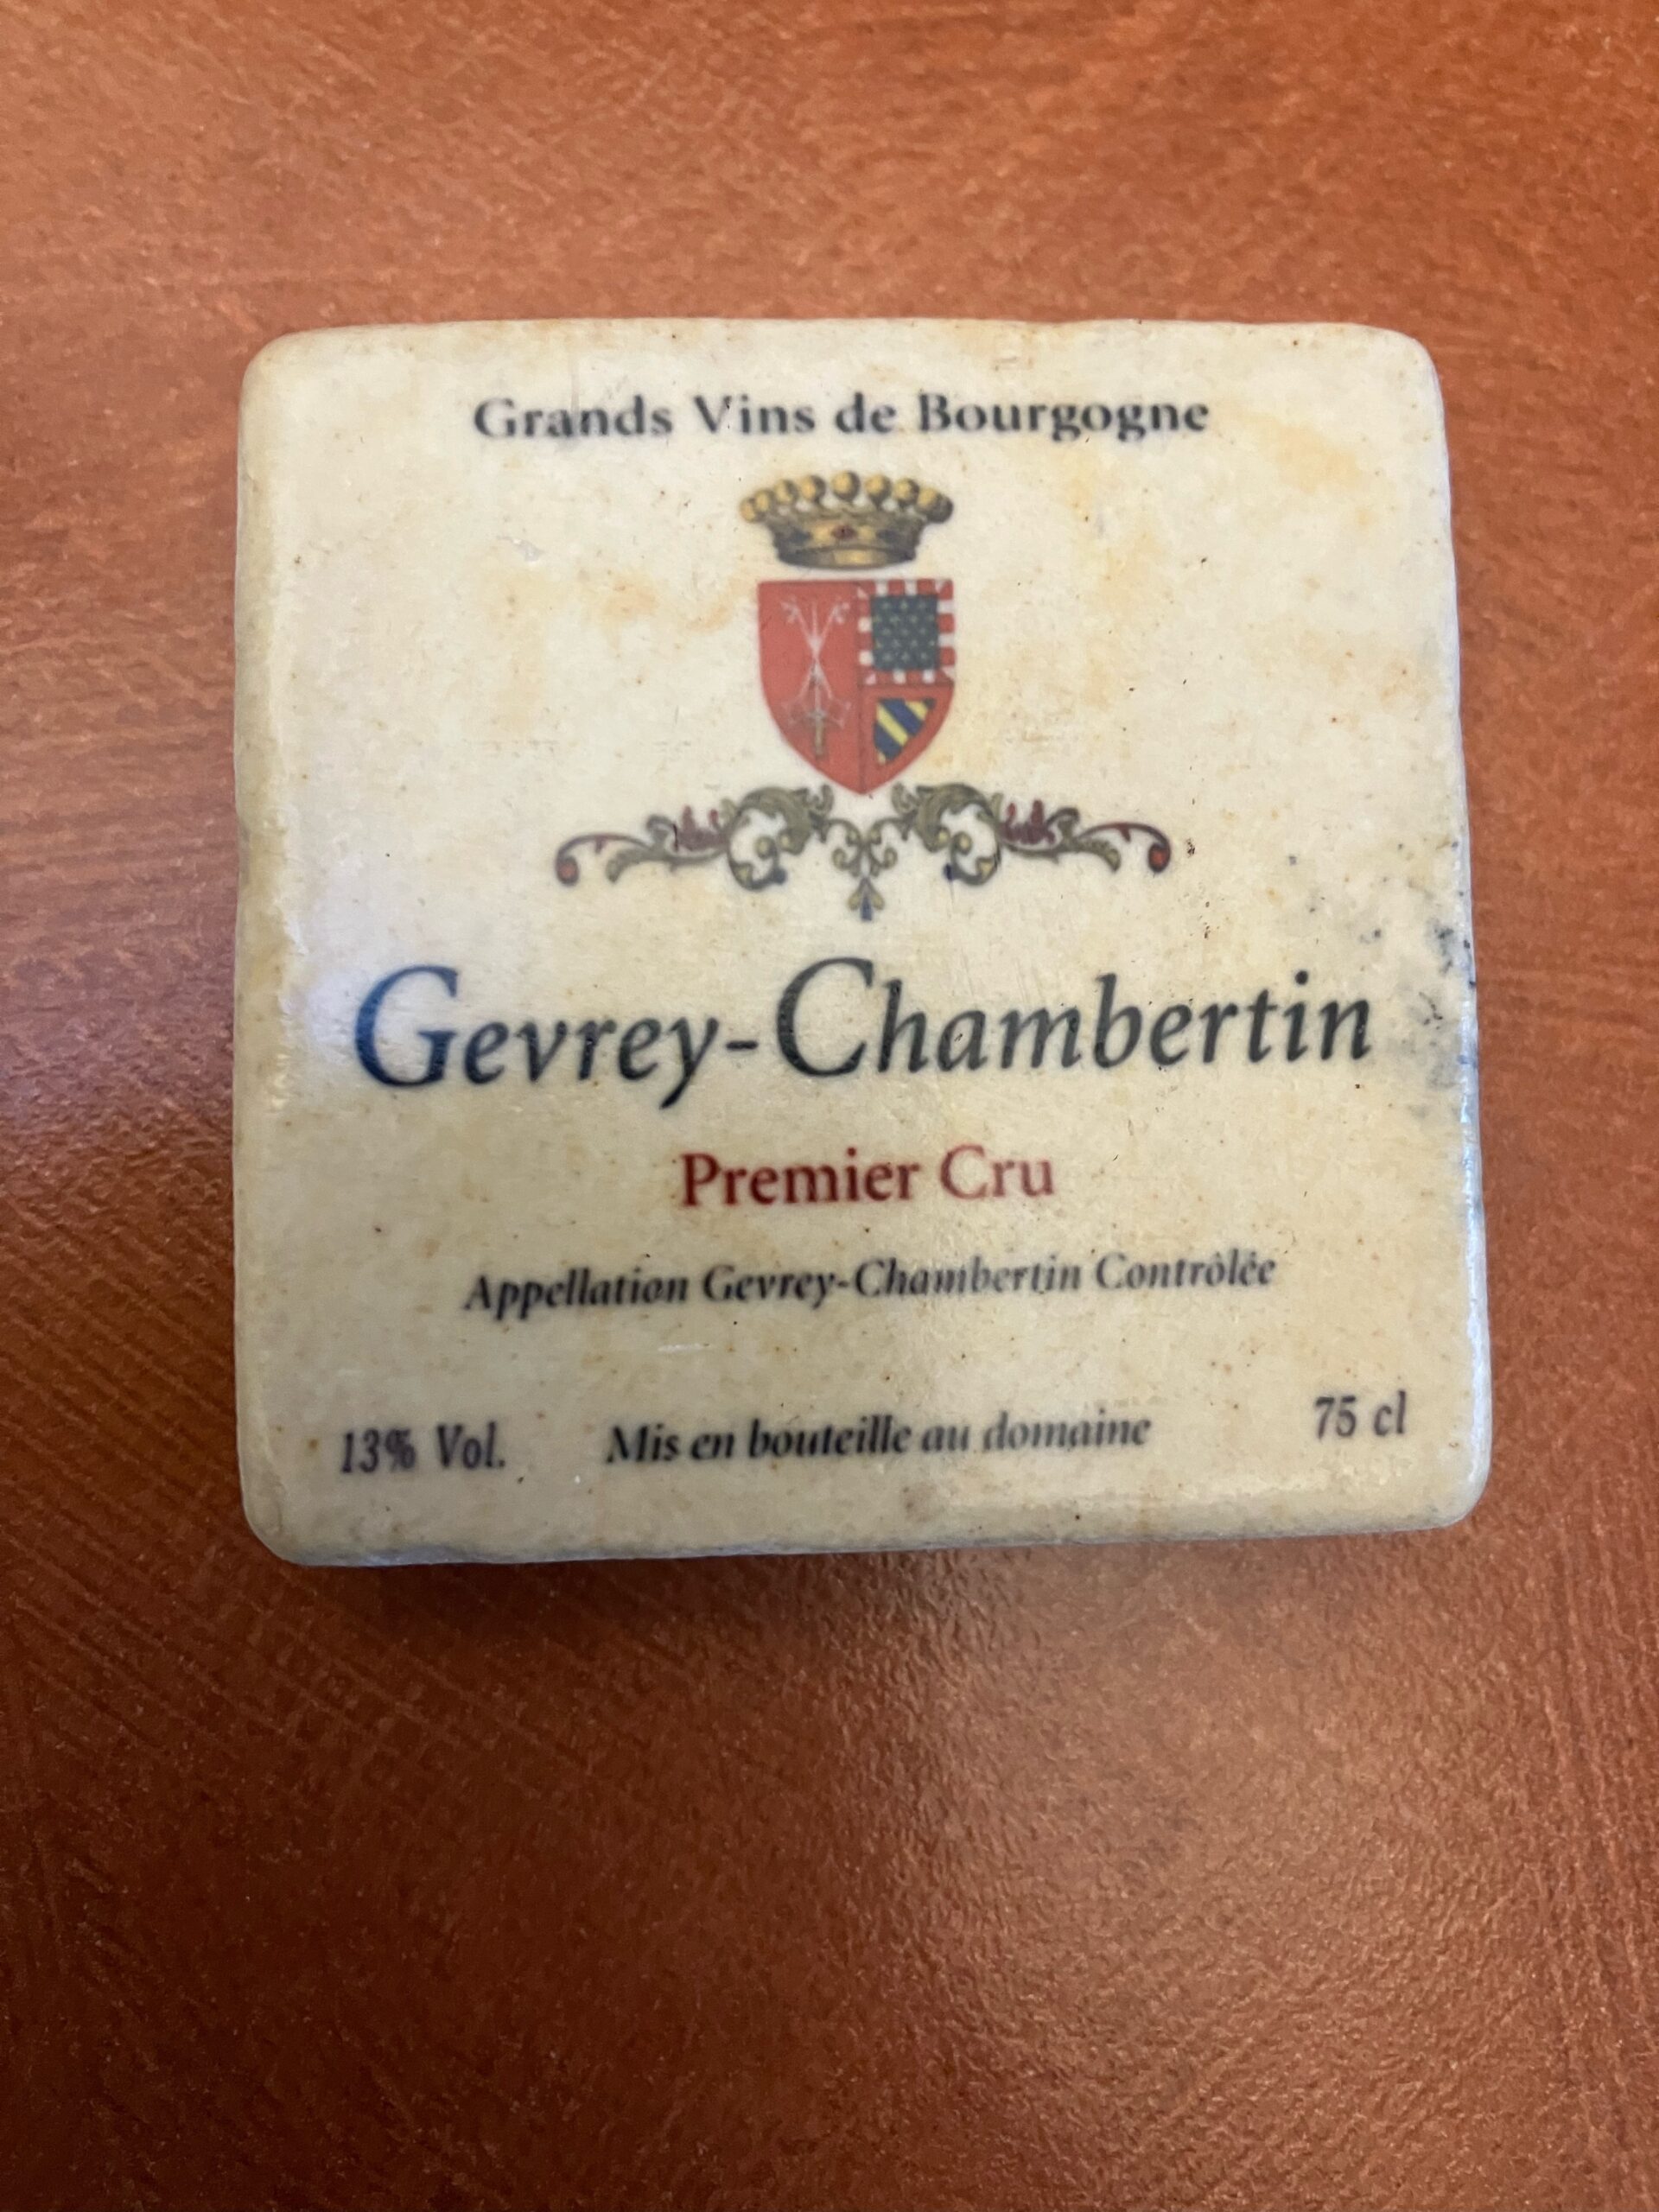 Grands Vins de Bourgogne
Gevrey-Chambertin
Premier Cru
Appellation Gevrey-Chambertin Contrôlée
13% Vol. Mis en bouteille au domaine 75 cl